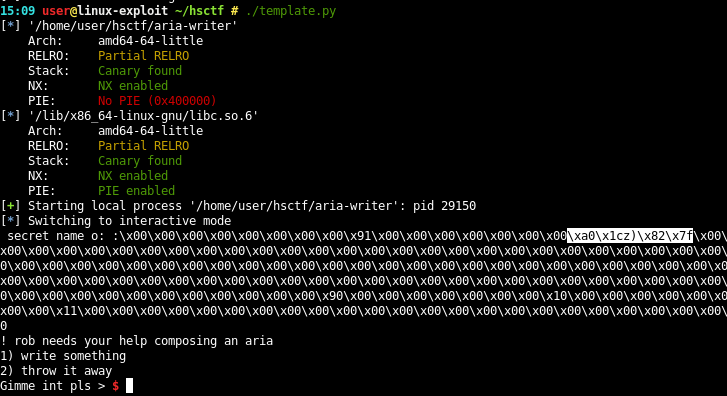 15:09 user@linux-exploit ~/hsctf # ./template.py
[*] '/home/user/hsctf/aria-writer'
    Arch:     amd64-64-little
    RELRO:    Partial RELRO
    Stack:    Canary found
    NX:       NX enabled
    PIE:      No PIE (0x400000)
[*] '/lib/x86_64-linux-gnu/libc.so.6'
    Arch:     amd64-64-little
    RELRO:    Partial RELRO
    Stack:    Canary found
    NX:       NX enabled
    PIE:      PIE enabled
[+] Starting local process '/home/user/hsctf/aria-writer': pid 29150
[*] Switching to interactive mode
 secret name o: :\x00\x00\x00\x00\x00\x00\x00\x00\x91\x00\x00\x00\x00\x00\x00\x00\xa0\x1cz)\x82\x7f\x00\
x00\x00\x00\x00\x00\x00\x00\x00\x00\x00\x00\x00\x00\x00\x00\x00\x00\x00\x00\x00\x00\x00\x00\x00\x00\x0
0\x00\x00\x00\x00\x00\x00\x00\x00\x00\x00\x00\x00\x00\x00\x00\x00\x00\x00\x00\x00\x00\x00\x00\x00\x00\
x00\x00\x00\x00\x00\x00\x00\x00\x00\x00\x00\x00\x00\x00\x00\x00\x00\x00\x00\x00\x00\x00\x00\x00\x00\x0
0\x00\x00\x00\x00\x00\x00\x00\x00\x90\x00\x00\x00\x00\x00\x00\x00\x10\x00\x00\x00\x00\x0
x00\x00\x11\x00\x00\x00\x00\x00\x00\x00\x00\x00\x00\x00\x00\x00\x00\x00\x00\x00\x00\x00\x00\x00\x00\x0
0
! rob needs your help composing an aria
1) write something
2) throw it away
Gimme int pls > $